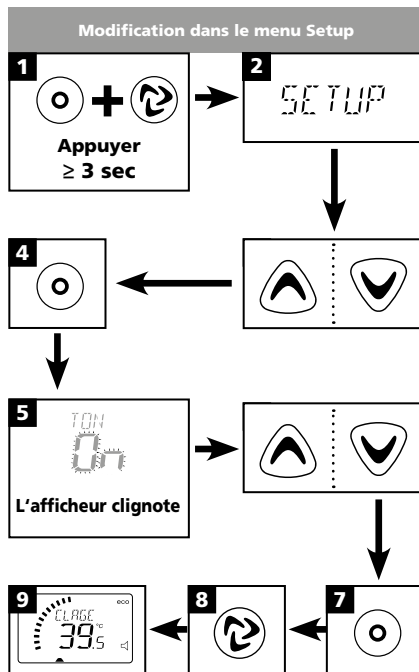 Modification dans le menu Setup
1
2
Appuyer
≥ 3 sec
SETUP
4
5
TON
On
L'afficheur clignote
9
8
7
eco
CLAGE
39.5 °C